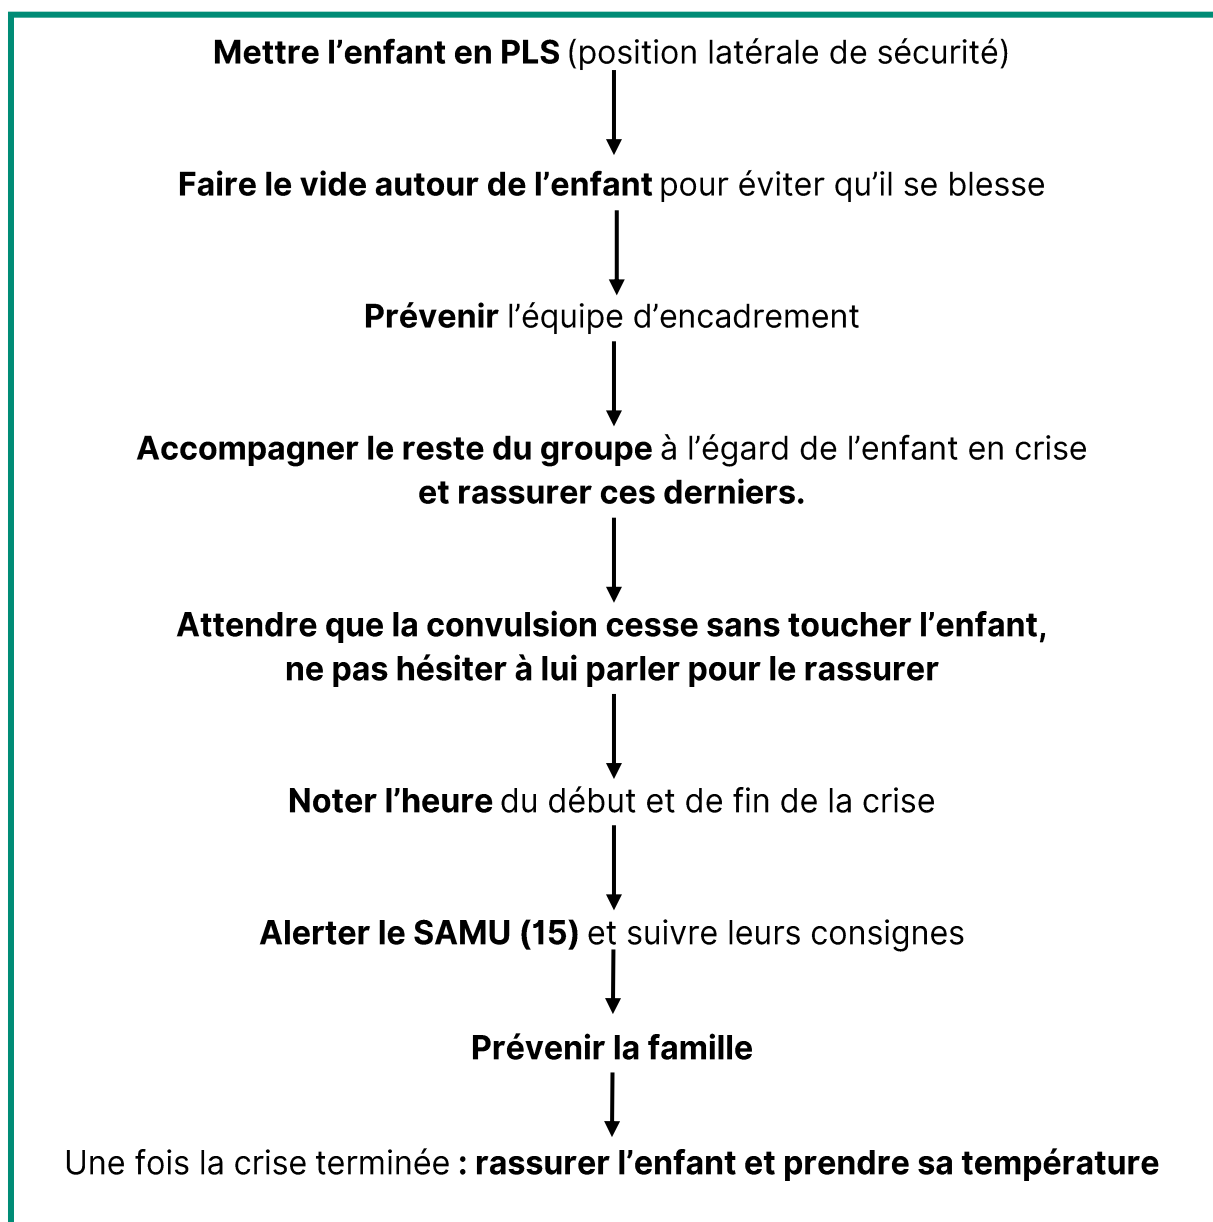 Mettre l’enfant en PLS (position latérale de sécurité)
Faire le vide autour de l’enfant pour éviter qu’il se blesse
Prévenir l’équipe d’encadrement
Accompagner le reste du groupe à l’égard de l’enfant en crise
et rassurer ces derniers.
Attendre que la convulsion cesse sans toucher l’enfant,
ne pas hésiter à lui parler pour le rassurer
Noter l’heure du début et de fin de la crise
Alerter le SAMU (15) et suivre leurs consignes
Prévenir la famille
Une fois la crise terminée : rassurer l’enfant et prendre sa température